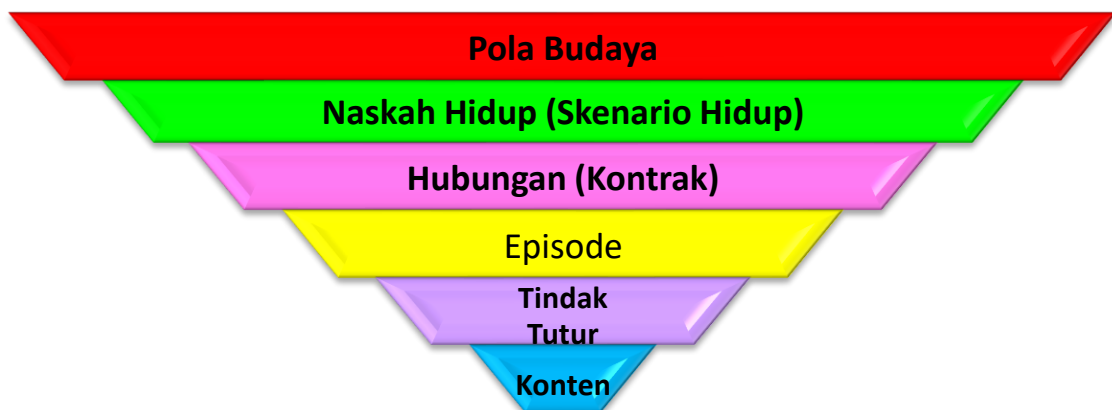 Pola Budaya
Naskah Hidup (Skenario Hidup)
Hubungan (Kontrak)
Episode
Tindak
Tutur
Konten